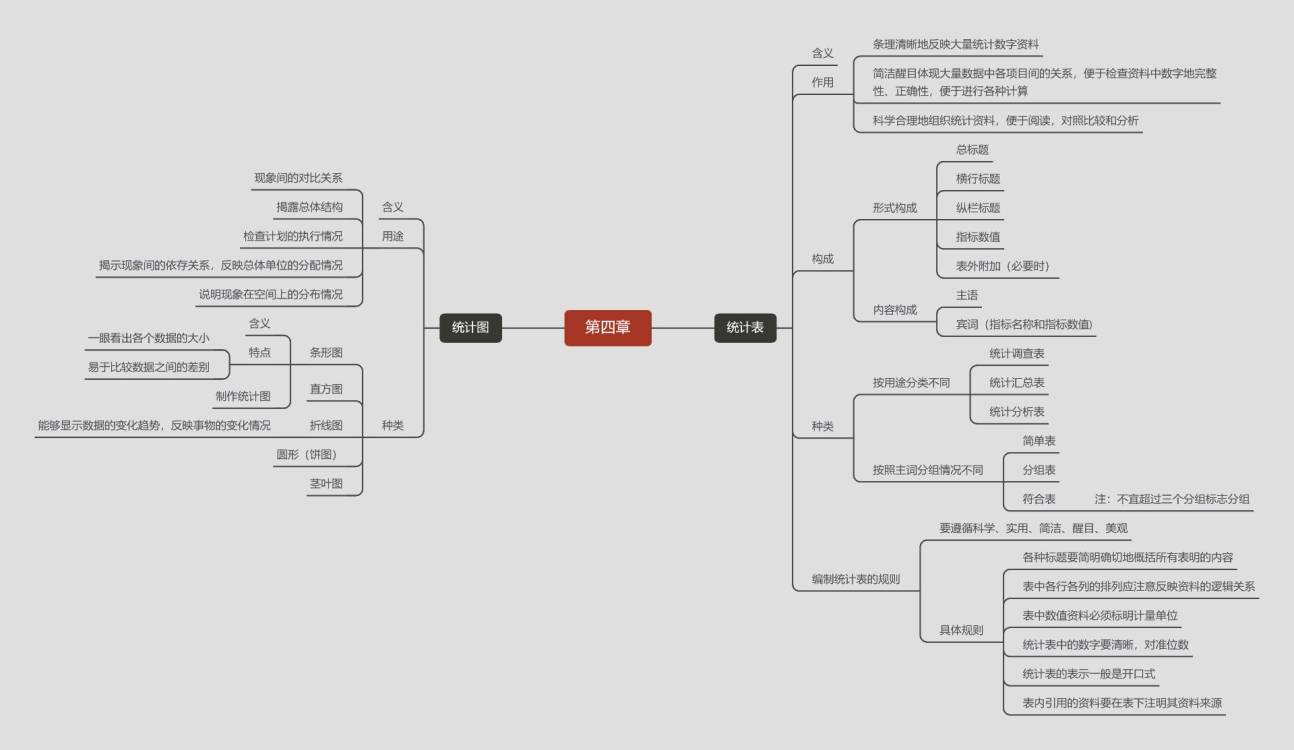 第四章
统计表
含义
作用
条理清晰地反映大量统计数字资料
简洁醒目体现大量数据中各项目间的关系，便于检查资料中数字地完整
性、正确性，便于进行各种计算
科学合理地组织统计资料，便于阅读，对照比较和分析
构成
形式构成
总标题
横行标题
纵栏标题
指标数值
表外附加（必要时）
内容构成
主语
宾词（指标名称和指标数值)
种类
按用途分类不同
统计调查表
统计汇总表
统计分析表
按照主词分组情况不同
简单表
分组表
符合表
注：不宜超过三个分组标志分组
编制统计表的规则
要遵循科学、实用、简洁、醒目、美观
具体规则
各种标题要简明确切地概括所有表明的内容
表中各行各列的排列应注意反映资料的逻辑关系
表中数值资料必须标明计量单位
统计表中的数字要清晰，对准位数
统计表的表示一般是开口式
表内引用的资料要在表下注明其资料来源
统计图
含义
用途
现象间的对比关系
揭露总体结构
检查计划的执行情况
揭示现象间的依存关系，反映总体单位的分配情况
说明现象在空间上的分布情况
种类
条形图
含义
特点
一眼看出各个数据的大小
易于比较数据之间的差别
制作统计图
直方图
折线图
能够显示数据的变化趋势，反映事物的变化情况
圆形（饼图）
茎叶图